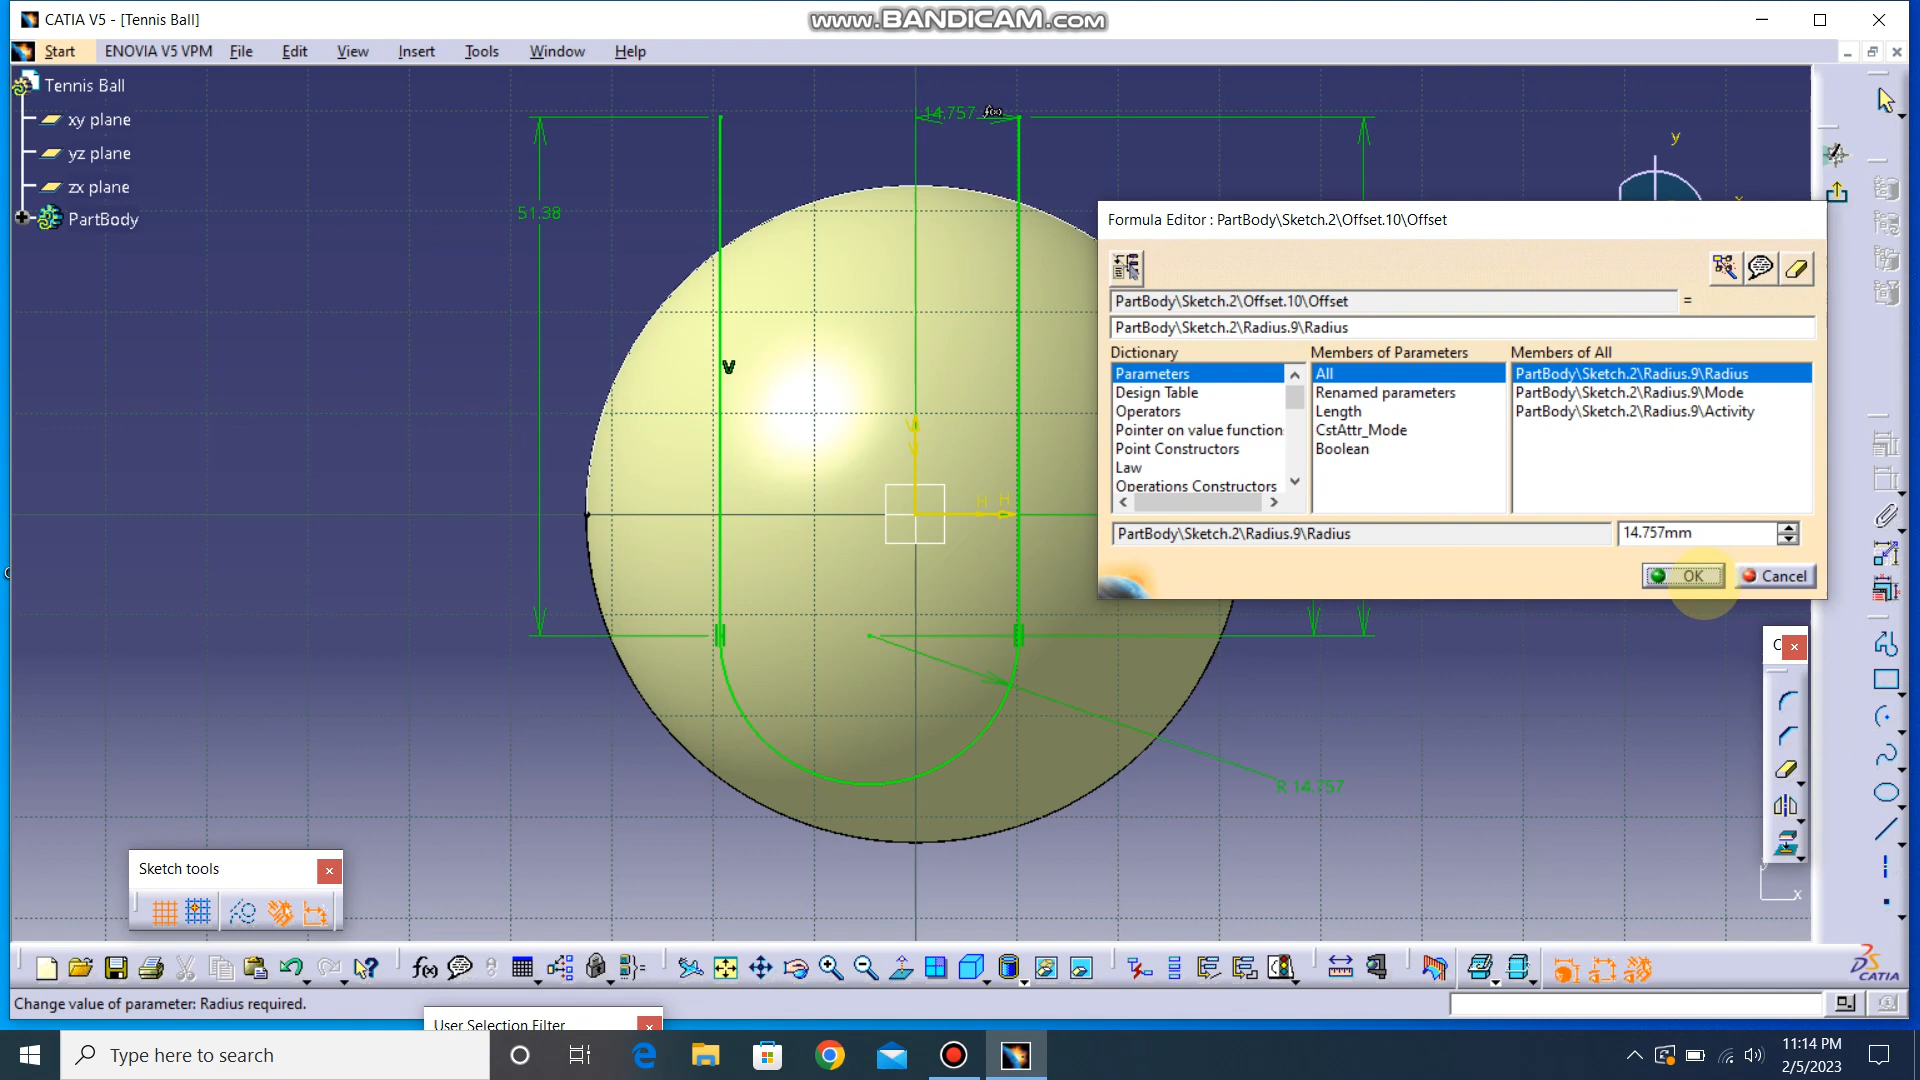 CATIA V5 - [Tennis Ball]
www.BANDICAM.com
Start
ENOVIA V5 VPM
File
Edit
View
Insert
Tools
Window
Help
Tennis Ball
xy plane
yz plane
zx plane
PartBody
14.757
f(x)
51.38
V
V
H H
R 14.757
y
x
Formula Editor : PartBody\Sketch.2\Offset.10\Offset
PartBody\Sketch.2\Offset.10\Offset =
PartBody\Sketch.2\Radius.9\Radius
Dictionary
Members of Parameters
Members of All
Parameters
Design Table
Operators
Pointer on value function
Point Constructors
Law
Operations Constructors
All
Renamed parameters
Length
CstAttr_Mode
Boolean
PartBody\Sketch.2\Radius.9\Radius
PartBody\Sketch.2\Radius.9\Mode
PartBody\Sketch.2\Radius.9\Activity
PartBody\Sketch.2\Radius.9\Radius
14.757mm
OK
Cancel
Sketch tools
f(x)
CATIA
Change value of parameter: Radius required.
User Selection Filter
Type here to search
11:14 PM
2/5/2023